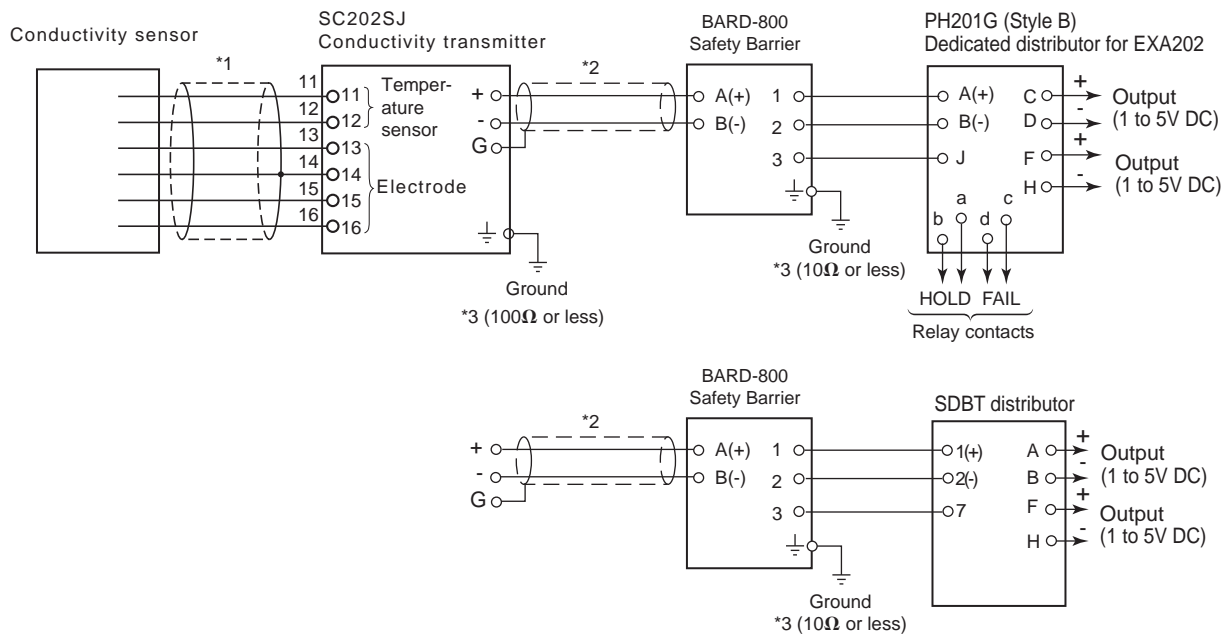 Conductivity sensor
*1
SC202SJ
Conductivity transmitter
11
12
13
14
15
16
11
12
13
14
15
16
Temper-
ature
sensor
Electrode
+
-
G
Ground
*3 (100Ω or less)
*2
BARD-800
Safety Barrier
A(+)
B(-)
1
2
3
Ground
*3 (10Ω or less)
PH201G (Style B)
Dedicated distributor for EXA202
A(+)
B(-)
J
C
D
F
H
b
a
d
c
+
-
Output
(1 to 5V DC)
+
-
Output
(1 to 5V DC)
HOLD FAIL
Relay contacts
+
-
G
*2
BARD-800
Safety Barrier
A(+)
B(-)
1
2
3
Ground
*3 (10Ω or less)
SDBT distributor
1(+)
2(-)
7
A
B
F
H
+
-
Output
(1 to 5V DC)
+
-
Output
(1 to 5V DC)